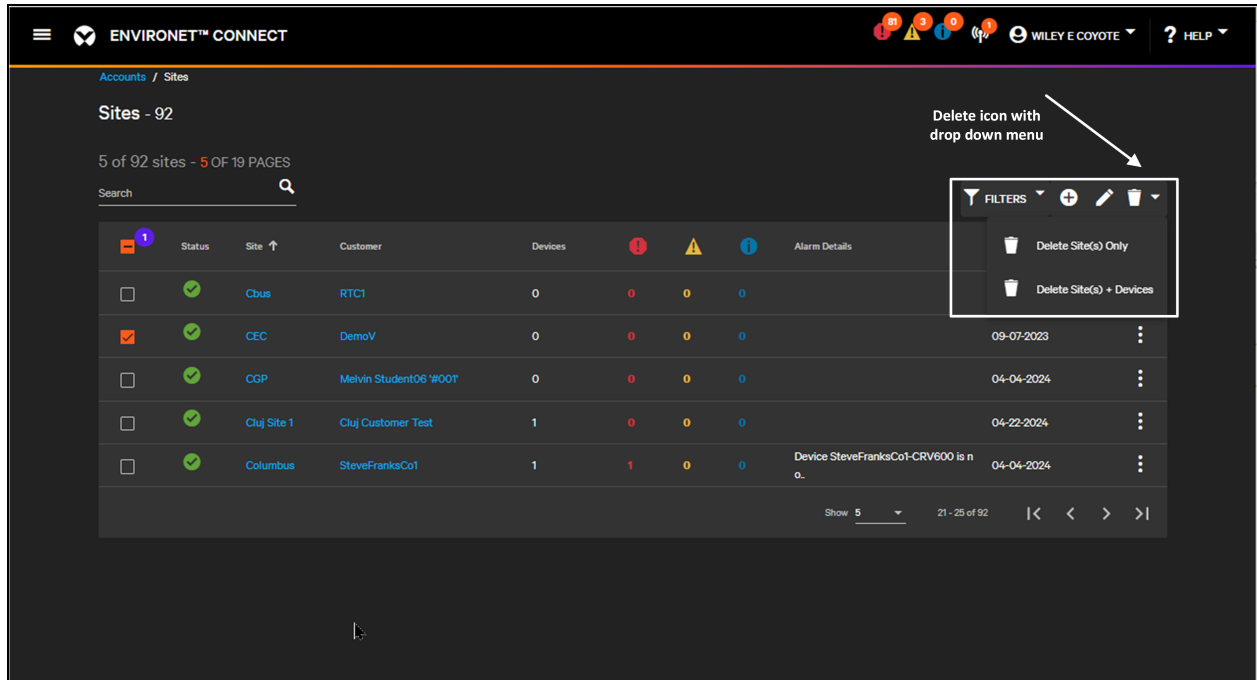 ENVIRONET™ CONNECT
81
3
0
1
WILEY E COYOTE
? HELP
Accounts / Sites
Sites - 92
Delete icon with
drop down menu
5 of 92 sites - 5 OF 19 PAGES
Search
FILTERS
1
Status
Site
Customer
Devices
Alarm Details
Delete Site(s) Only
Delete Site(s) + Devices
Cbus RTC1 0 0 0 0
CEC DemoV 0 0 0 0 09-07-2023
CGP Melvin Student06 '#001' 0 0 0 0 04-04-2024
Cluj Site 1 Cluj Customer Test 1 0 0 0 04-22-2024
Columbus SteveFranksCo1 1 1 0 0 Device SteveFranksCo1-CRV600 is n 04-04-2024
o..
Show 5 21 - 25 of 92